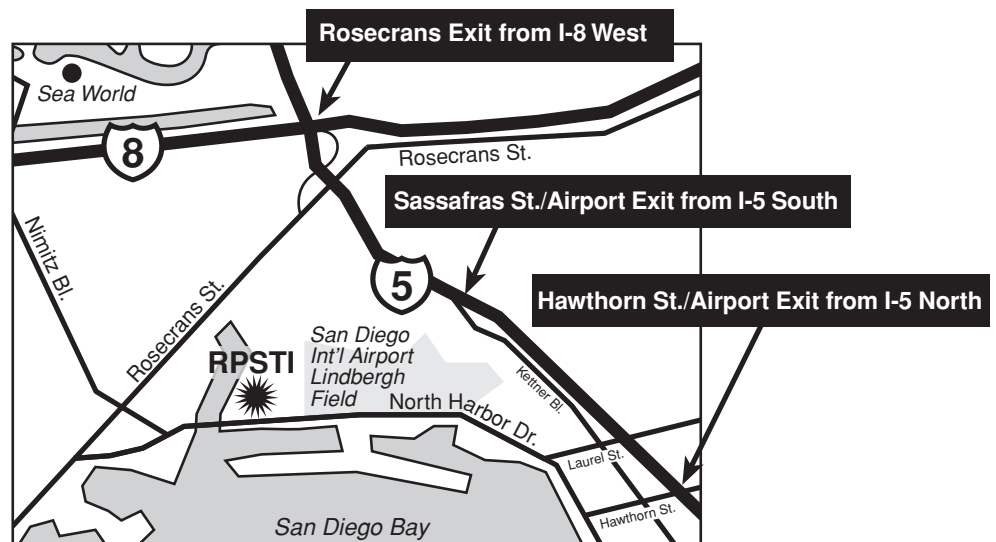 Rosecrans Exit from I-8 West
Sea World
8
Rosecrans St.
Sassafras St./Airport Exit from I-5 South
Nimitz Bl.
5
Hawthorn St./Airport Exit from I-5 North
Rosecrans St.
San Diego
Int'l Airport
Lindbergh
Field
RPSTI
Kettner Bl.
North Harbor Dr.
Laurel St.
Hawthorn St.
San Diego Bay